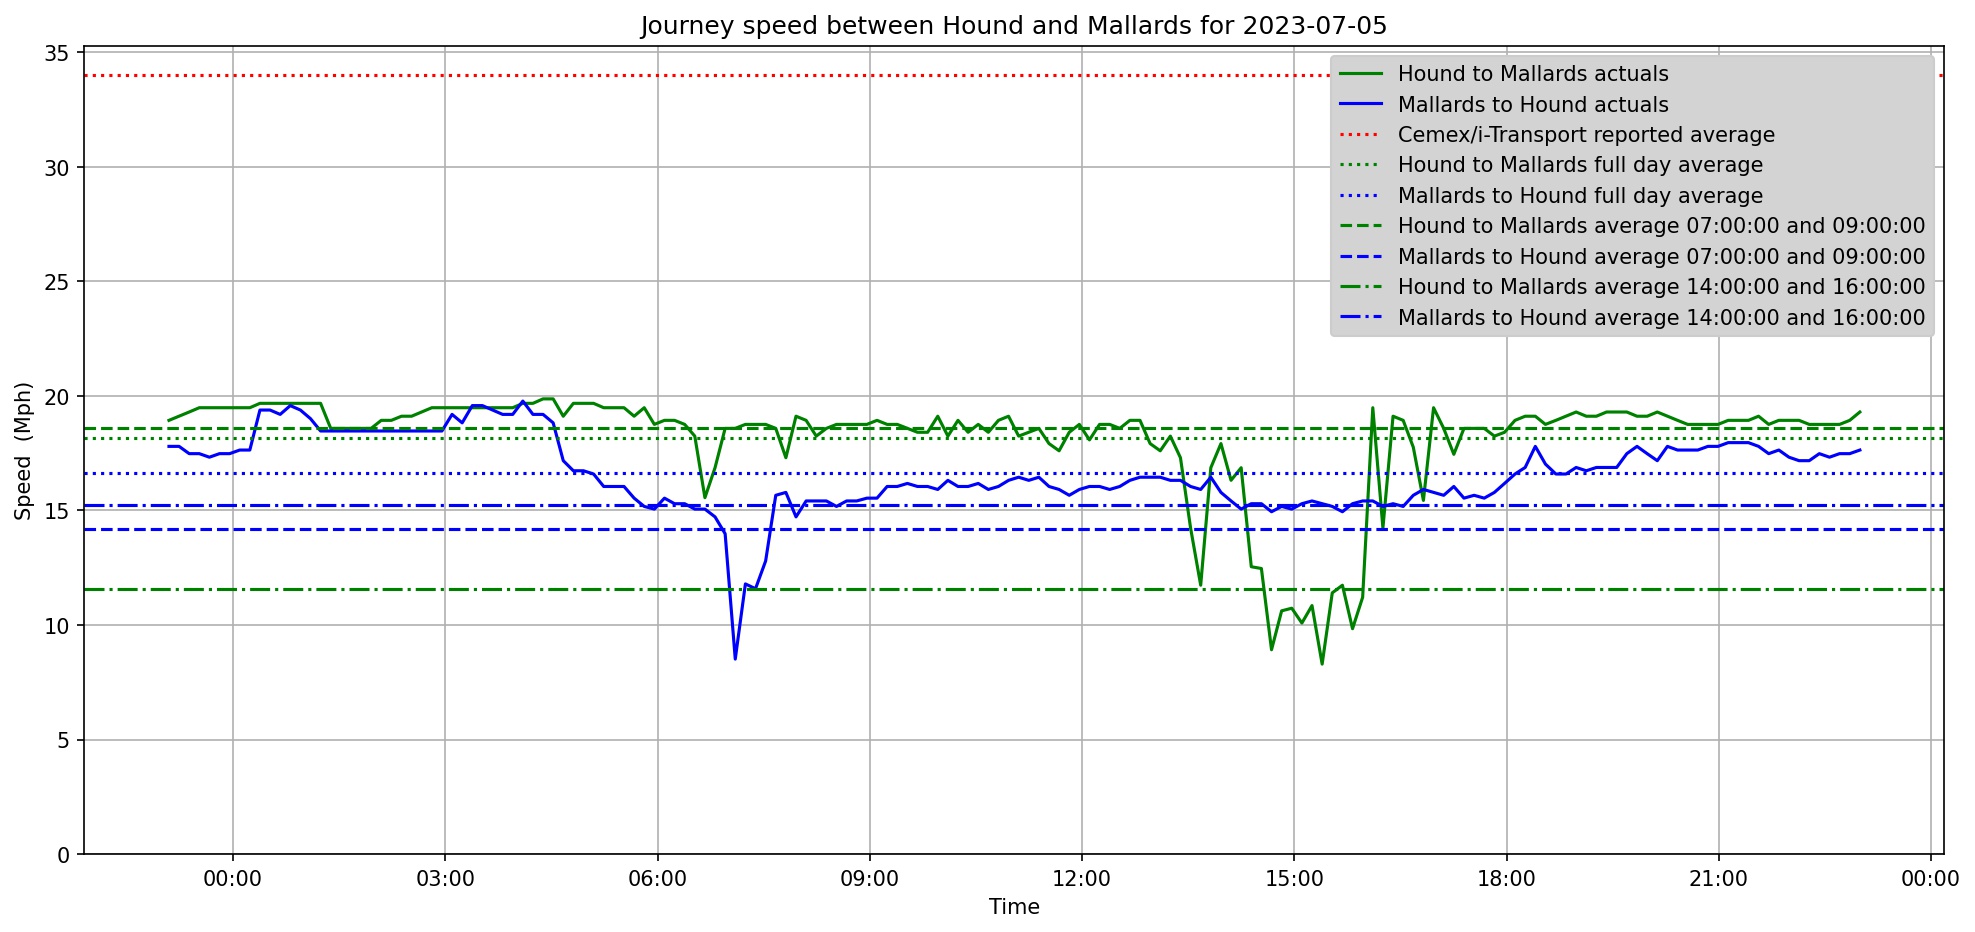 Journey speed between Hound and Mallards for 2023-07-05
35
30
25
20
15
10
5
0
Speed (Mph)
Hound to Mallards actuals
Mallards to Hound actuals
Cemex/i-Transport reported average
Hound to Mallards full day average
Mallards to Hound full day average
Hound to Mallards average 07:00:00 and 09:00:00
Mallards to Hound average 07:00:00 and 09:00:00
Hound to Mallards average 14:00:00 and 16:00:00
Mallards to Hound average 14:00:00 and 16:00:00
00:00 03:00 06:00 09:00 12:00 15:00 18:00 21:00 00:00
Time